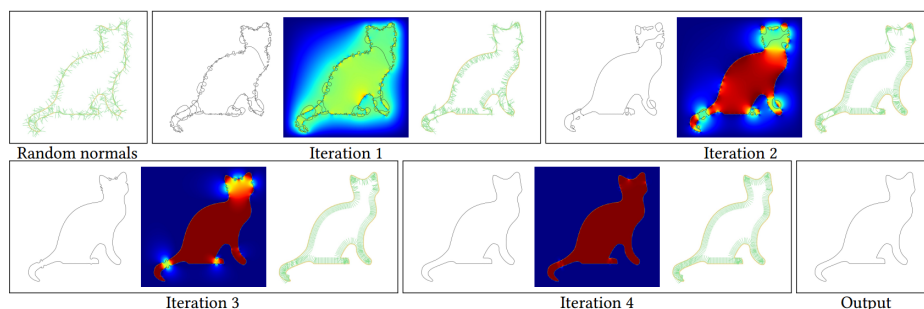 Random normals
Iteration 1
Iteration 2
Iteration 3
Iteration 4
Output